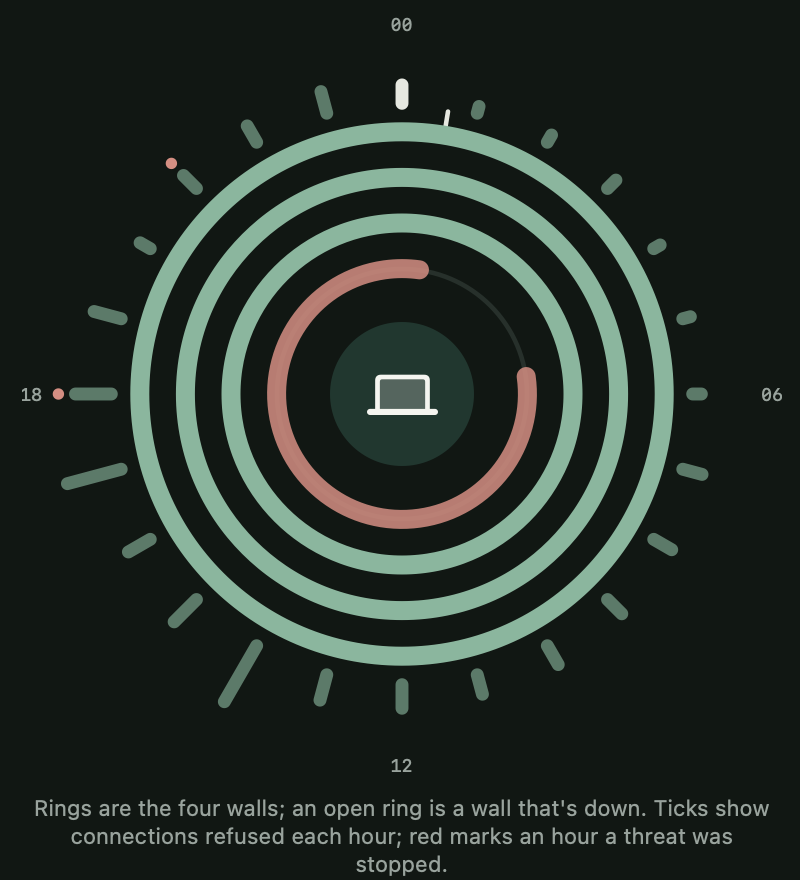 00
18
06
12
Rings are the four walls; an open ring is a wall that's down. Ticks show
connections refused each hour; red marks an hour a threat was
stopped.